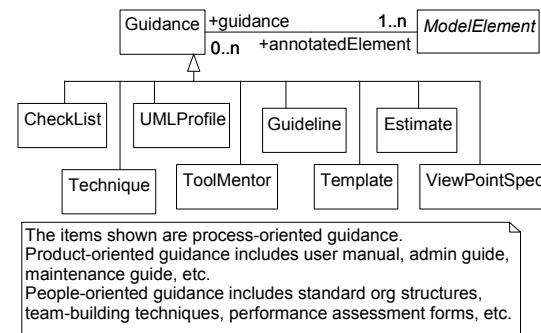 Guidance
+guidance
1..n
ModelElement
0..n
+annotatedElement
CheckList
UMLProfile
Guideline
Estimate
Technique
ToolMentor
Template
ViewPointSpec
The items shown are process-oriented guidance.
Product-oriented guidance includes user manual, admin guide,
maintenance guide, etc.
People-oriented guidance includes standard org structures,
team-building techniques, performance assessment forms, etc.